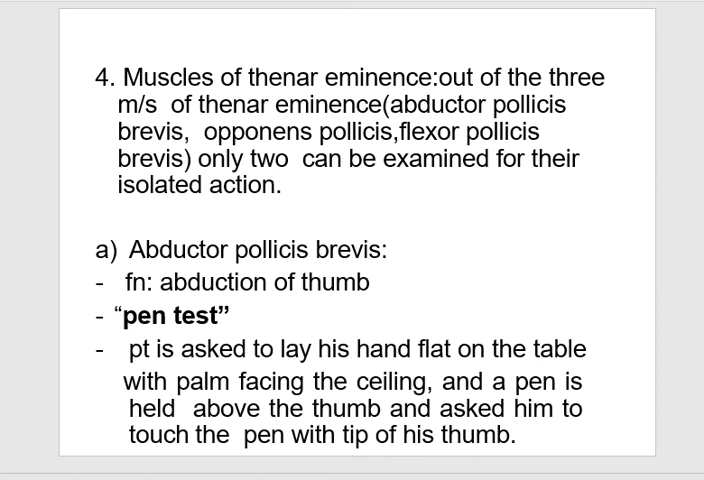 4. Muscles of thenar eminence:out of the three
m/s of thenar eminence(abductor pollicis
brevis, opponens pollicis,flexor pollicis
brevis) only two can be examined for their
isolated action.
a) Abductor pollicis brevis:
- fn: abduction of thumb
- “pen test”
- pt is asked to lay his hand flat on the table
with palm facing the ceiling, and a pen is
held above the thumb and asked him to
touch the pen with tip of his thumb.